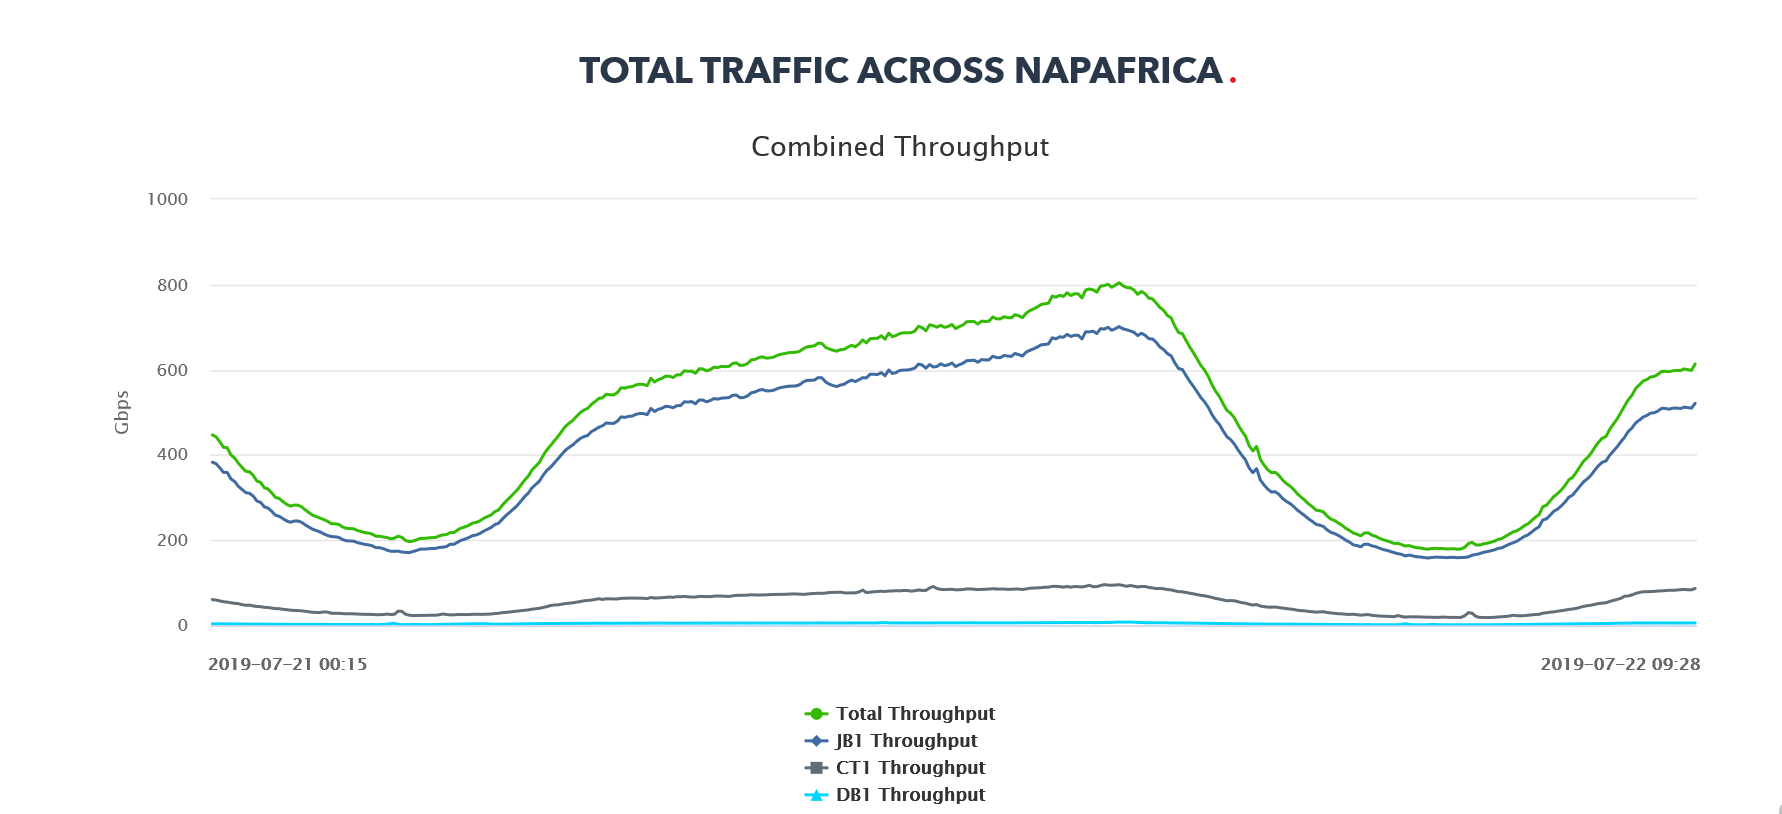 TOTAL TRAFFIC ACROSS NAPAFRICA.
Combined Throughput
1000
800
600
400
200
0
Gbps
2019-07-21 00:15
2019-07-22 09:28
Total Throughput
JB1 Throughput
CT1 Throughput
DB1 Throughput